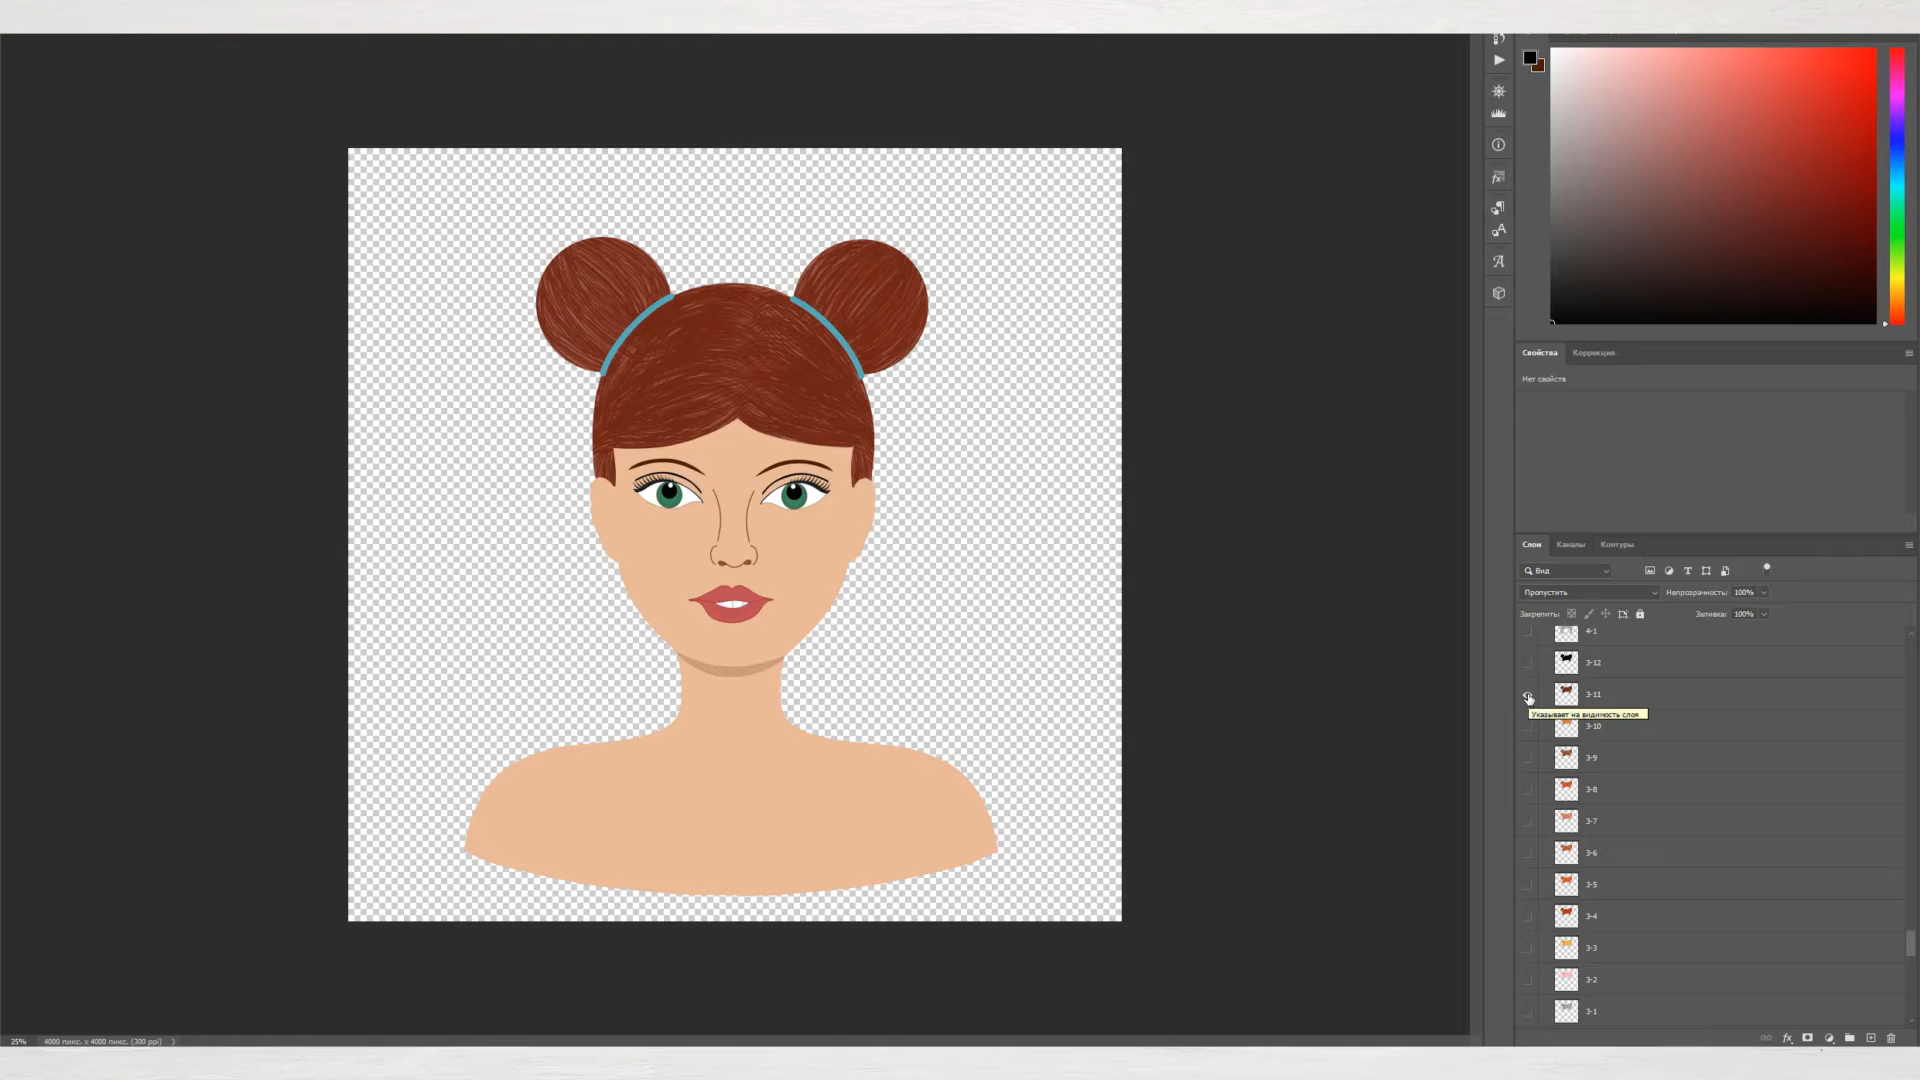 Свойства
Коррекция
Нет свойств
Слои
Каналы
Контуры
Вид
Пропустить
Непрозрачность: 100%
Закрепить:
Заливка: 100%
4-1
3-12
3-11
Указывает на видимость слоя
3-10
3-9
3-8
3-7
3-6
3-5
3-4
3-3
3-2
3-1
25%
4000 пикс. x 4000 пикс. (300 ppi)